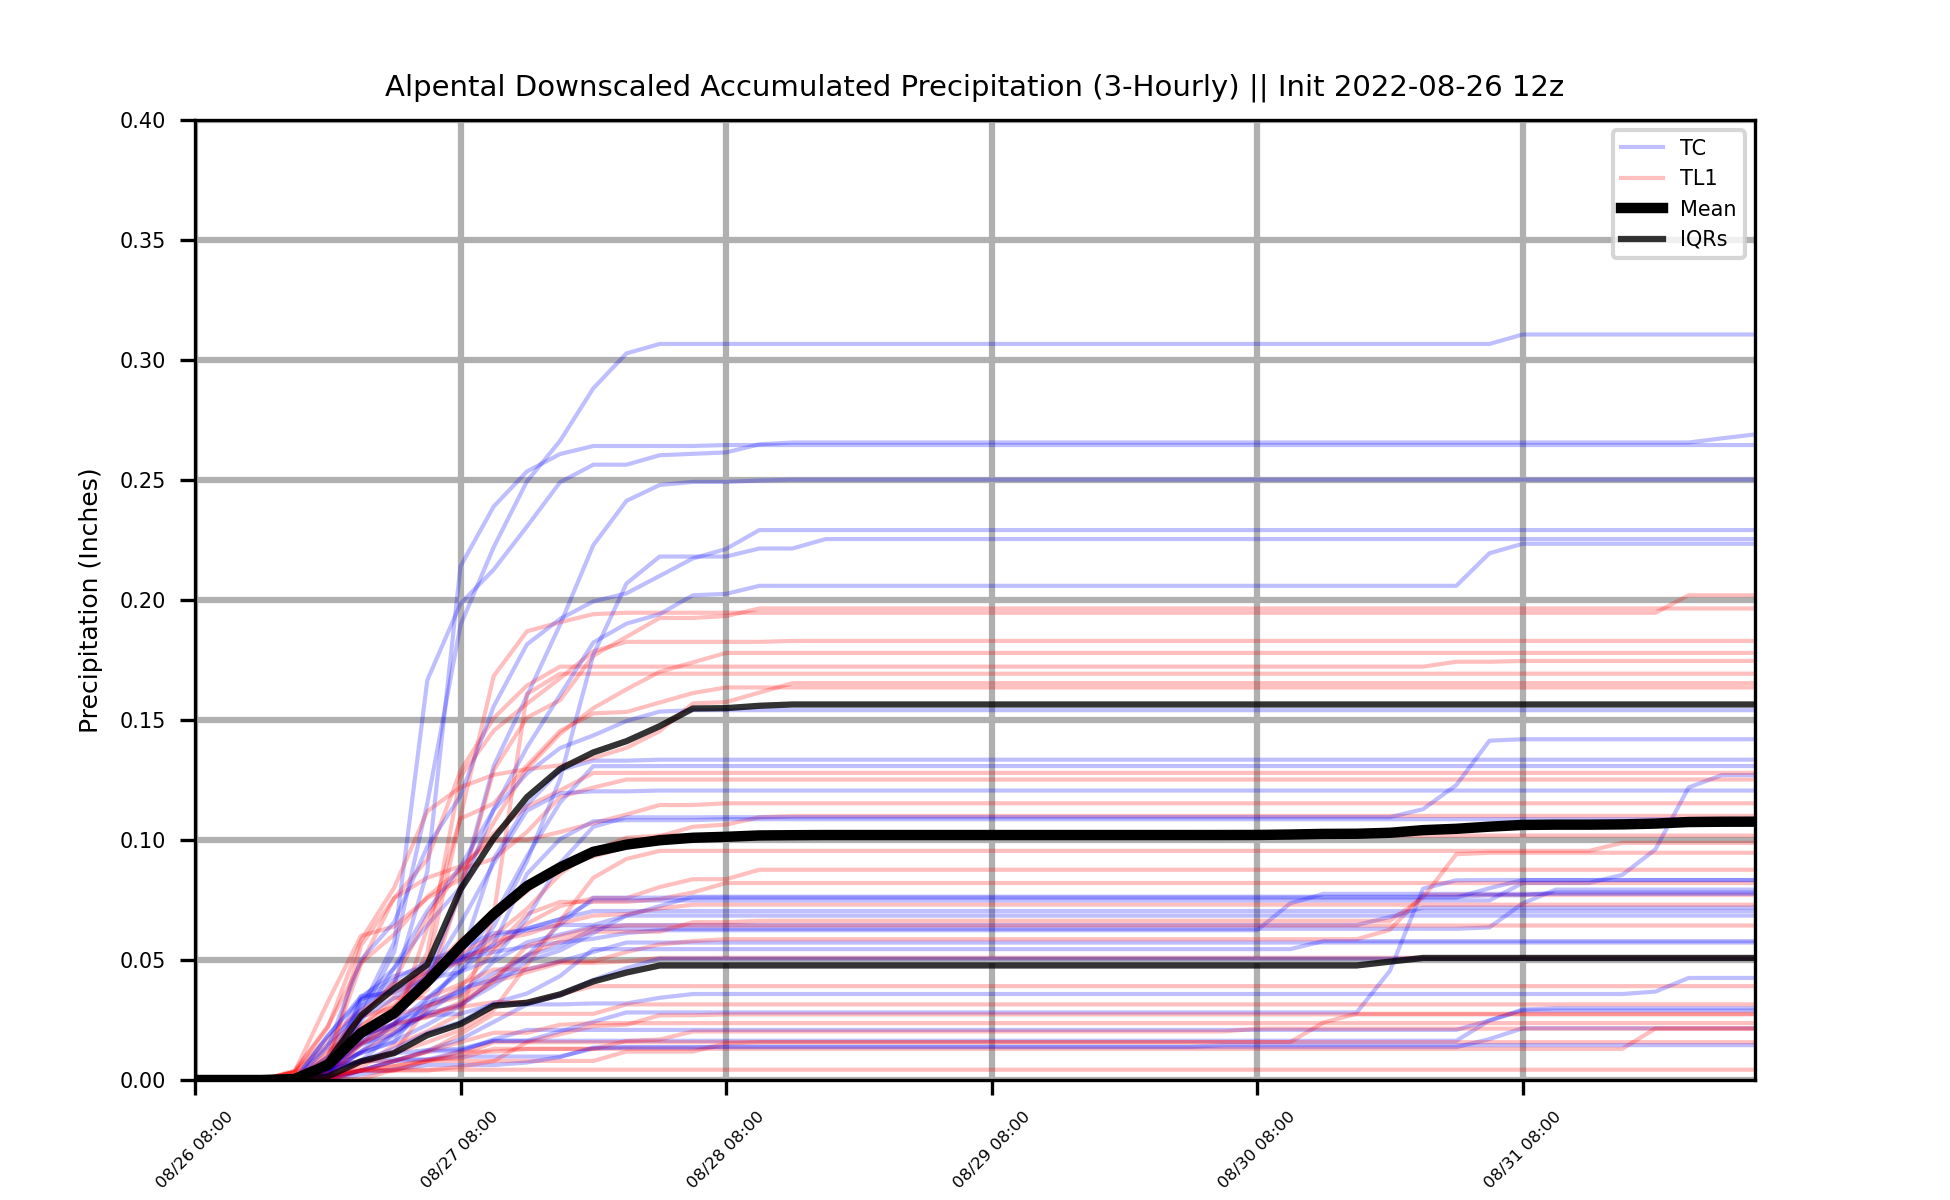 Alpental Downscaled Accumulated Precipitation (3-Hourly) || Init 2022-08-26 12z
TC
TL1
Mean
IQRs
Precipitation (Inches)
0.40
0.35
0.30
0.25
0.20
0.15
0.10
0.05
0.00
08/26 08:00
08/27 08:00
08/28 08:00
08/29 08:00
08/30 08:00
08/31 08:00